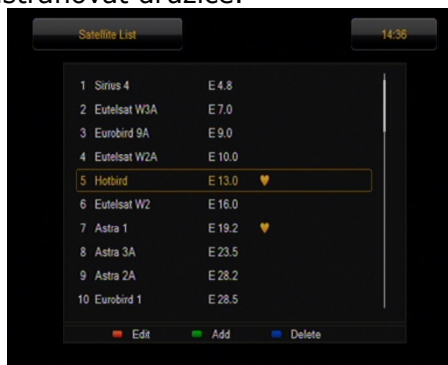 Satellite List 14:36
1 Sirius 4 E 4.8
2 Eutelsat W3A E 7.0
3 Eurobird 9A E 9.0
4 Eutelsat W2A E 10.0
5 Hotbird E 13.0
6 Eutelsat W2 E 16.0
7 Astra 1 E 19.2
8 Astra 3A E 23.5
9 Astra 2A E 28.2
10 Eurobird 1 E 28.5
Edit Add Delete